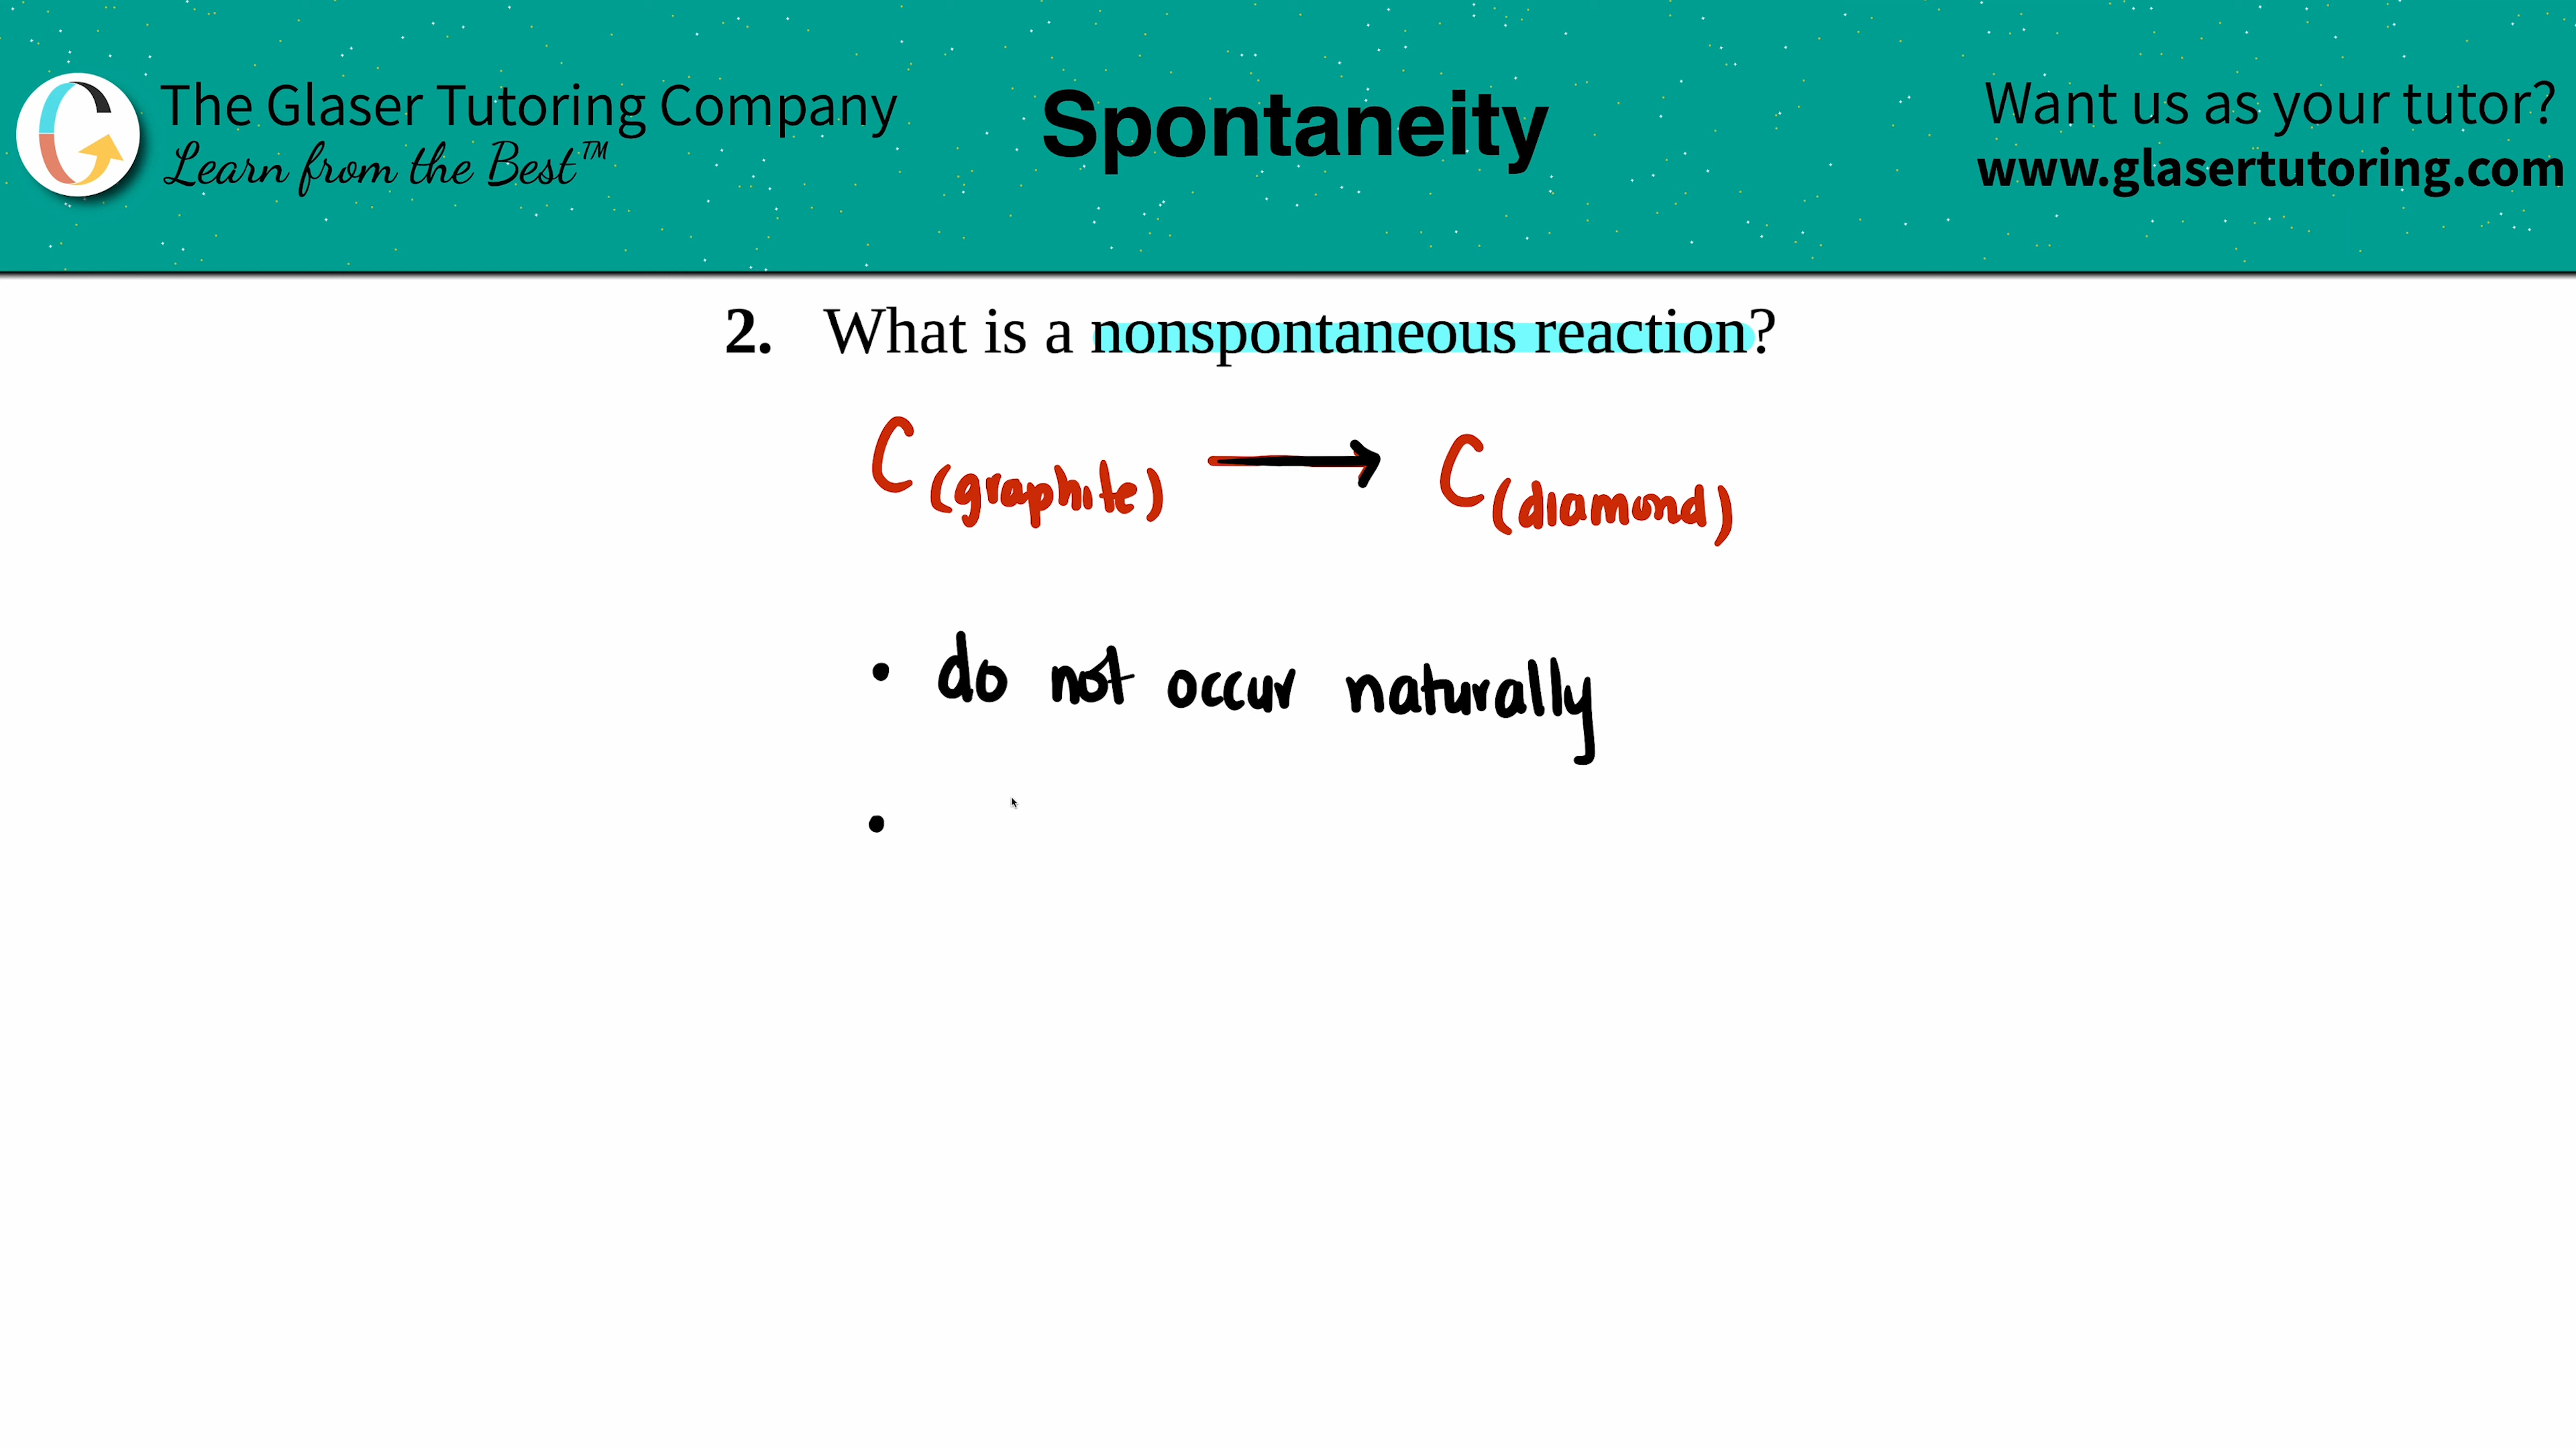 The Glaser Tutoring Company
Learn from the Best™
Spontaneity
Want us as your tutor?
www.glasertutoring.com
2. What is a nonspontaneous reaction?
C(graphite) → C(diamond)
• do not occur naturally
•